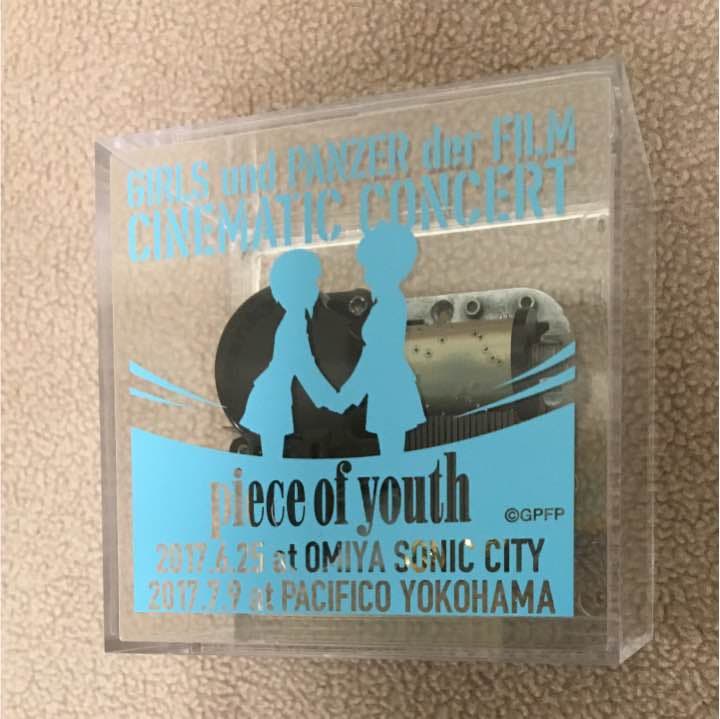 GIRLS und PANZER der FILM
CINEMATIC CONCERT
piece of youth
©GPFP
2017.6.25 at OMIYA SONIC CITY
2017.7.9 at PACIFICO YOKOHAMA